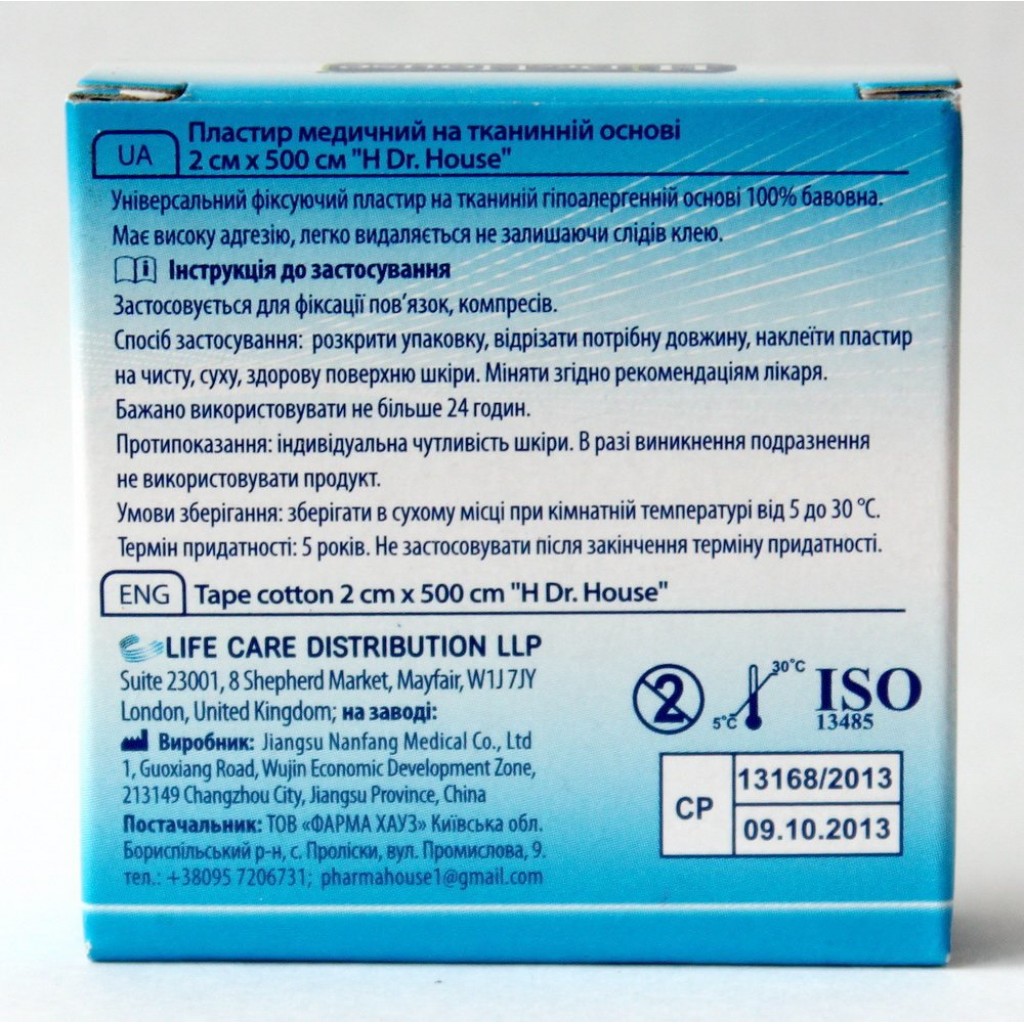 UA
Пластир медичний на тканинній основі
2 см х 500 см "H Dr. House"
Універсальний фіксуючий пластир на тканиній гіпоалергенній основі 100% бавовна.
Має високу адгезію, легко видаляється не залишаючи слідів клею.
Інструкція до застосування
Застосовується для фіксації пов'язок, компресів.
Спосіб застосування: розкрити упаковку, відрізати потрібну довжину, наклеїти пластир
на чисту, суху, здорову поверхню шкіри. Міняти згідно рекомендаціям лікаря.
Бажано використовувати не більше 24 годин.
Протипоказання: індивідуальна чутливість шкіри. В разі виникнення подразнення
не використовувати продукт.
Умови зберігання: зберігати в сухому місці при кімнатній температурі від 5 до 30 °С.
Термін придатності: 5 років. Не застосовувати після закінчення терміну придатності.
ENG Tape cotton 2 cm x 500 cm "H Dr. House"
LIFE CARE DISTRIBUTION LLP
Suite 23001, 8 Shepherd Market, Mayfair, W1J 7JY
London, United Kingdom; на заводі:
Виробник: Jiangsu Nanfang Medical Co., Ltd
1, Guoxiang Road, Wujin Economic Development Zone,
213149 Changzhou City, Jiangsu Province, China
Постачальник: ТОВ «ФАРМА ХАУЗ» Київська обл.
Бориспільський р-н, с. Проліски, вул. Промислова, 9.
тел.: +38095 7206731; pharmahouse1@gmail.com
2
30°C
5°C
ISO
13485
СР
13168/2013
09.10.2013